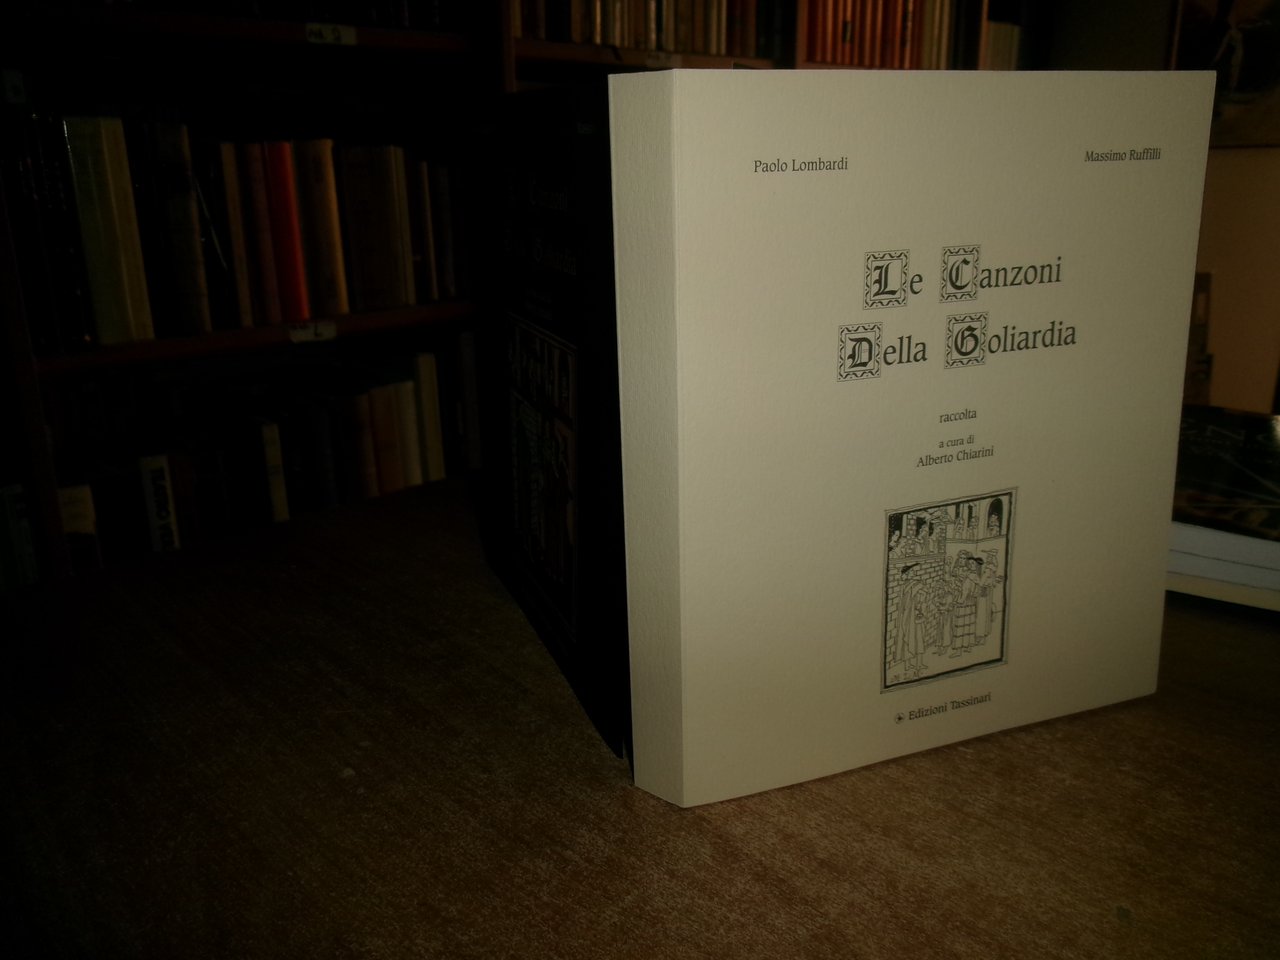 Paolo Lombardi
Massimo Ruffilli
Le Canzoni
Della Goliardia
raccolta
a cura di
Alberto Chiarini
Edizioni Tassinari